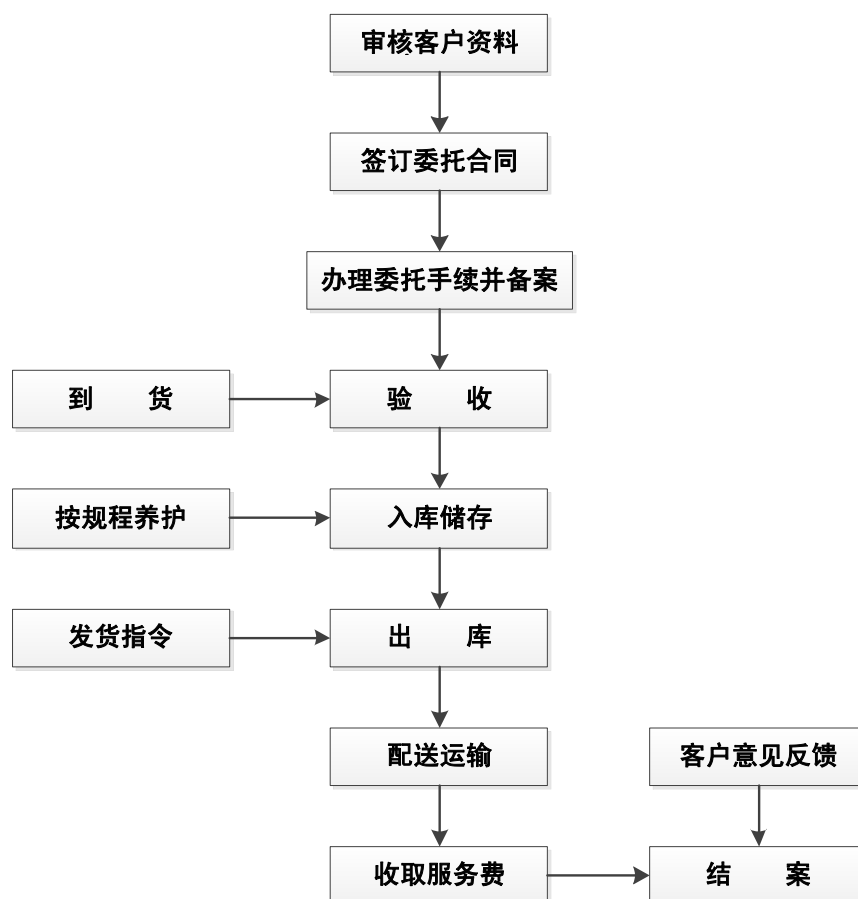 审核客户资料
签订委托合同
办理委托手续并备案
到 货
验 收
按规程养护
入库储存
发货指令
出 库
配送运输
客户意见反馈
收取服务费
结 案